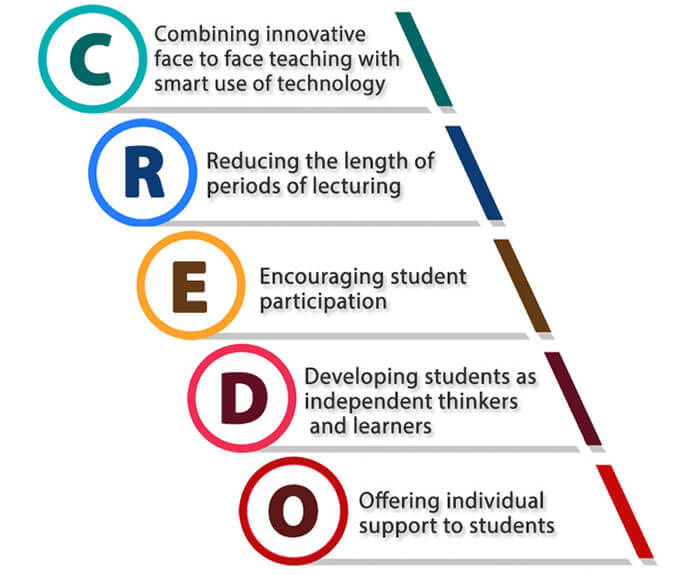 C
Combining innovative
face to face teaching with
smart use of technology
R
Reducing the length of
periods of lecturing
E
Encouraging student
participation
D
Developing students as
independent thinkers
and learners
O
Offering individual
support to students